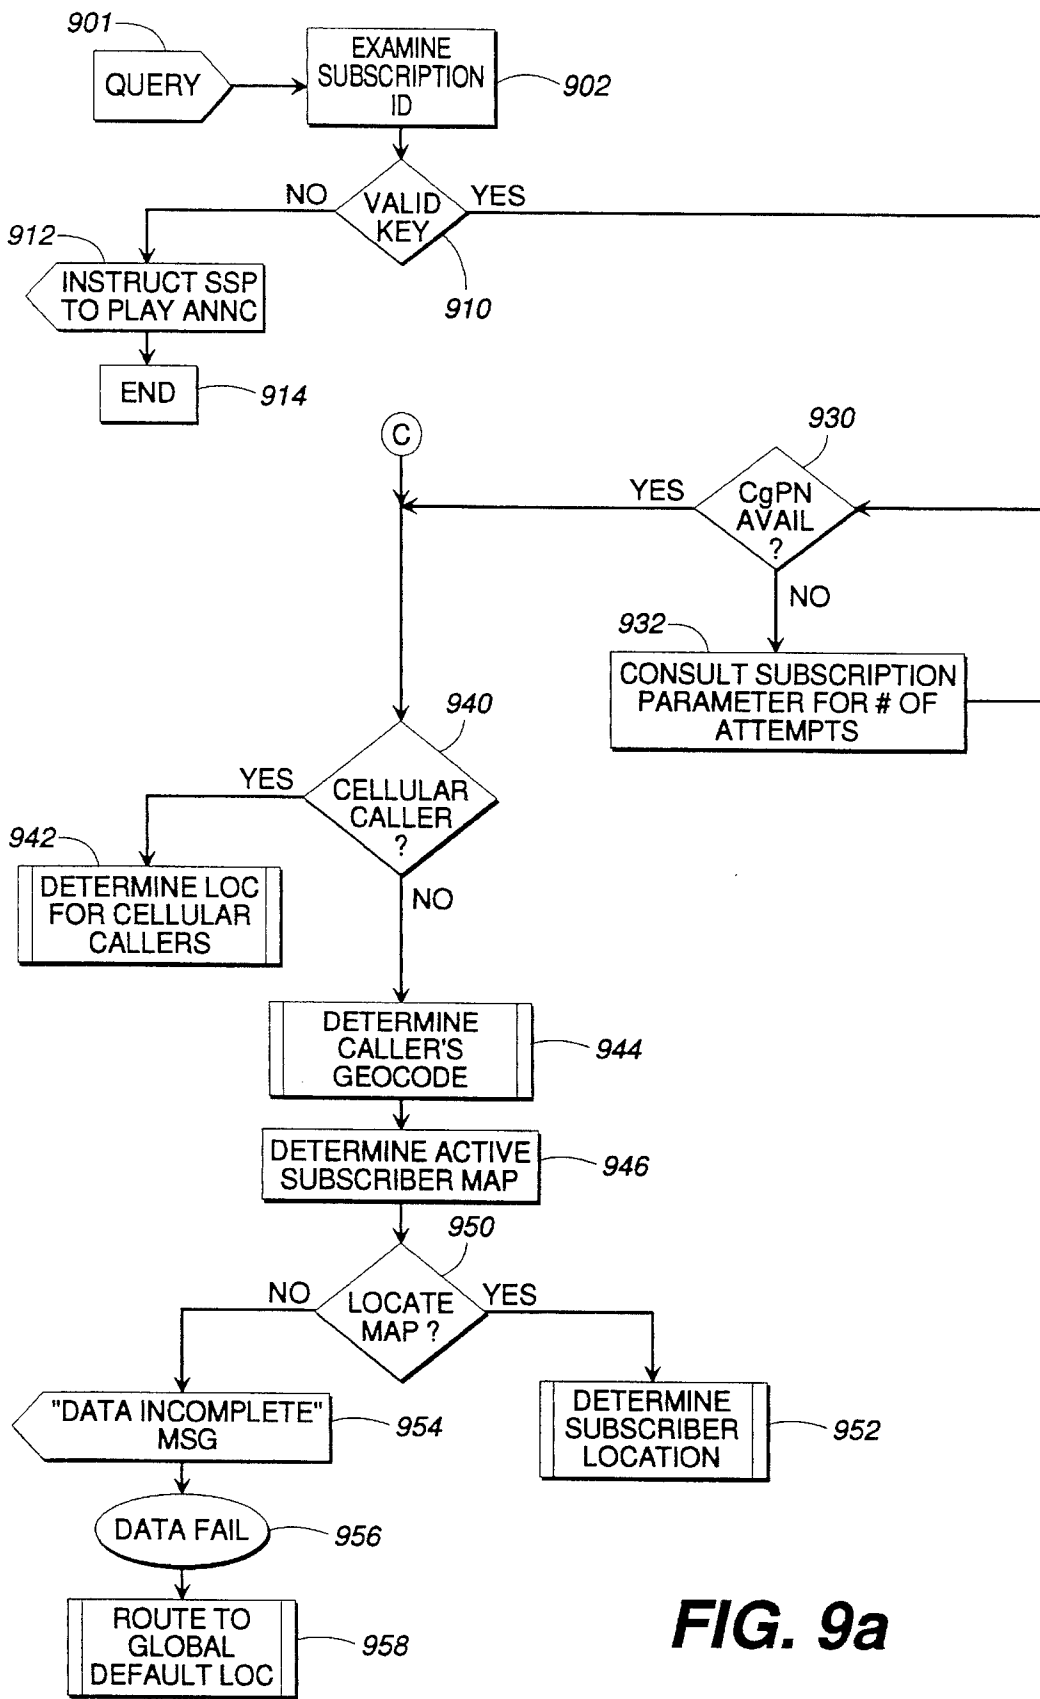 901
QUERY
EXAMINE
SUBSCRIPTION
ID
902
NO
VALID
KEY
YES
910
912
INSTRUCT SSP
TO PLAY ANNC
END
914
C
930
YES
CgPN
AVAIL
?
NO
932
CONSULT SUBSCRIPTION
PARAMETER FOR # OF
ATTEMPTS
940
YES
CELLULAR
CALLER
?
NO
942
DETERMINE LOC
FOR CELLULAR
CALLERS
DETERMINE
CALLER'S
GEOCODE
944
DETERMINE ACTIVE
SUBSCRIBER MAP
946
950
NO
LOCATE
MAP ?
YES
"DATA INCOMPLETE"
MSG
954
DETERMINE
SUBSCRIBER
LOCATION
952
DATA FAIL
956
ROUTE TO
GLOBAL
DEFAULT LOC
958
FIG. 9a